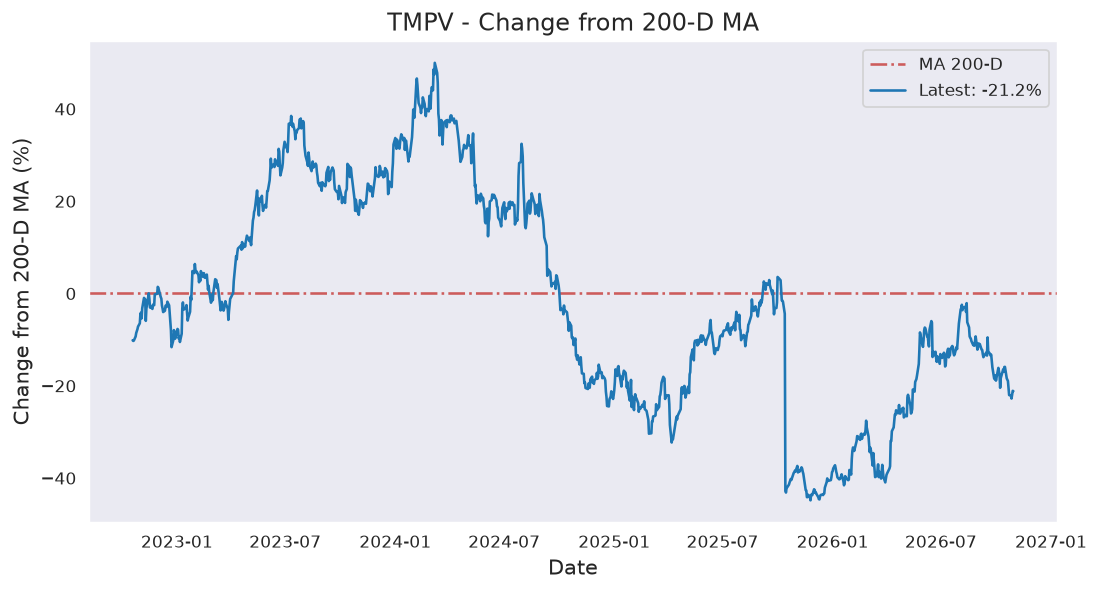 TMPV - Change from 200-D MA
MA 200-D
Latest: -21.2%
Change from 200-D MA (%)
40
20
0
−20
−40
2023-01 2023-07 2024-01 2024-07 2025-01 2025-07 2026-01 2026-07 2027-01
Date